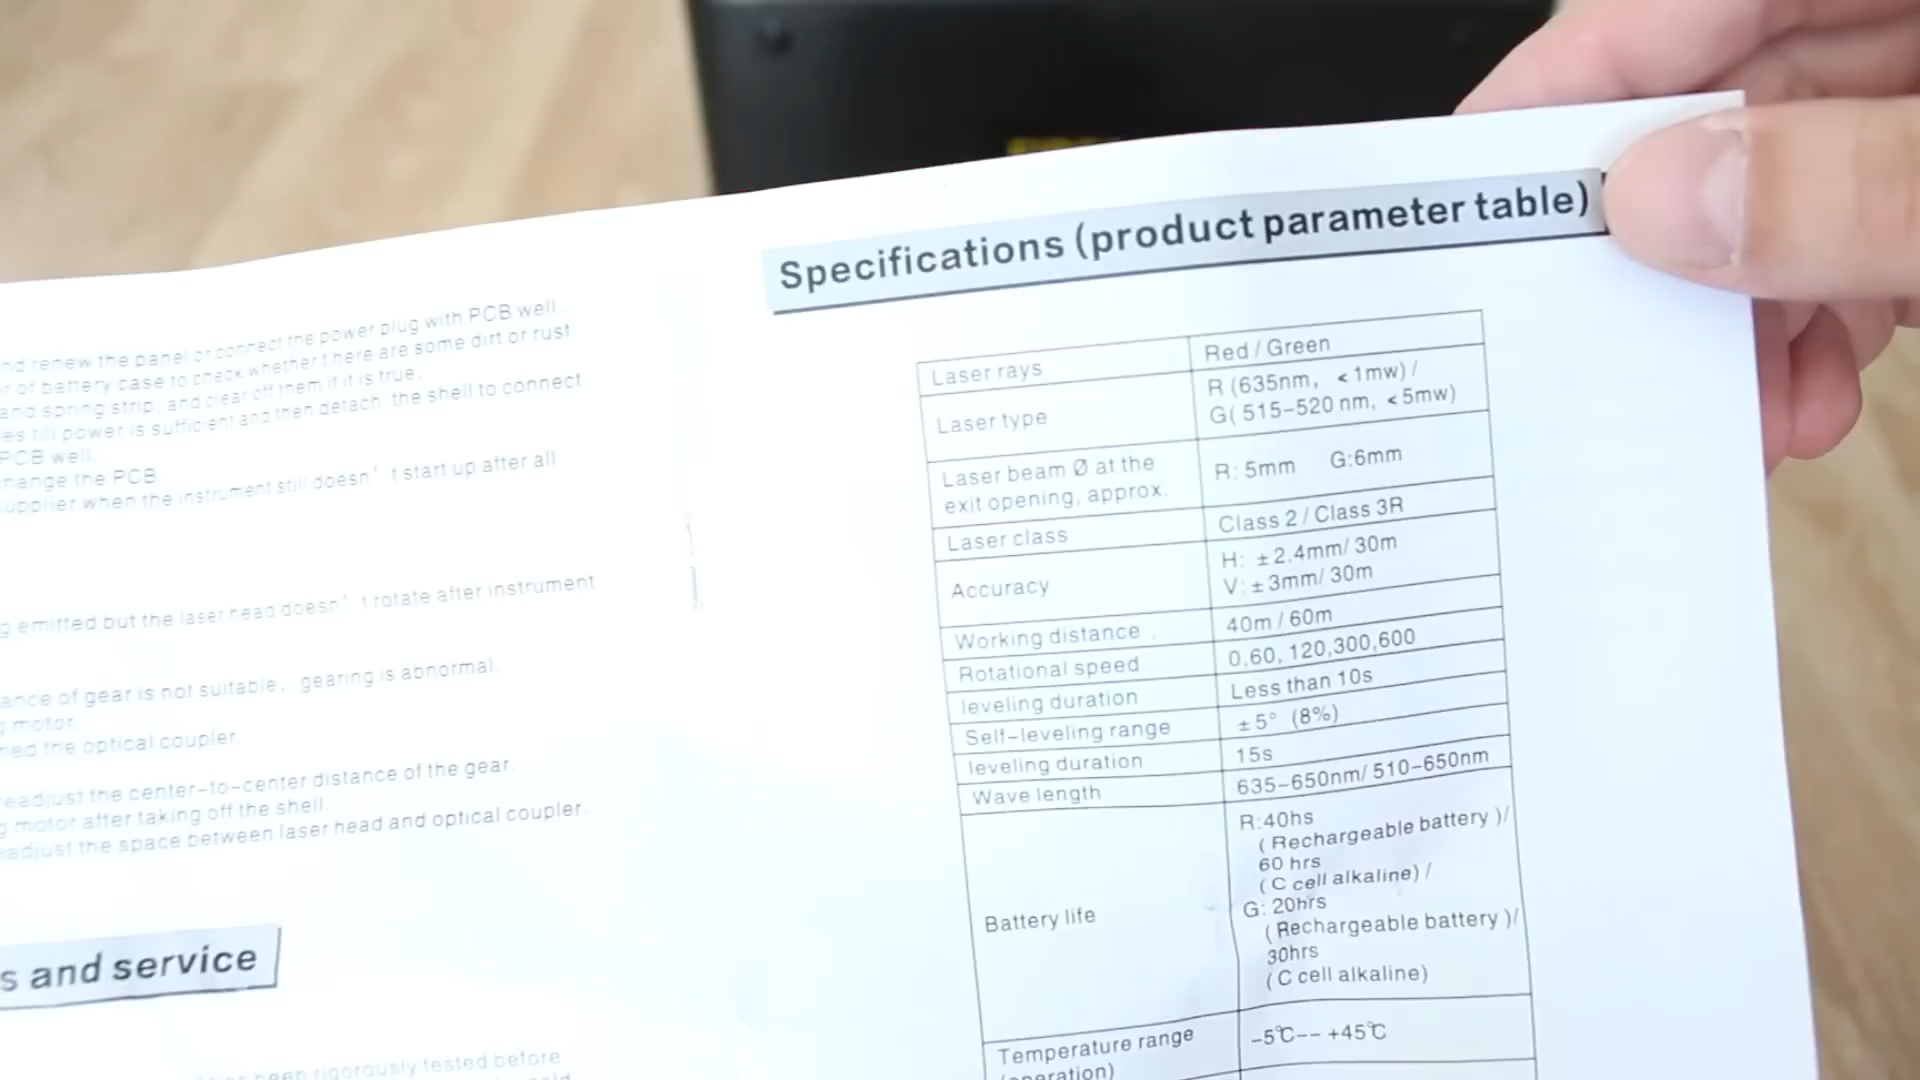 nd renew the panel or connect the power plug with PCB well.
r of battery case to check whether t here are some dirt or rust
and spring strip, and clear off them if it is true.
es till power is sufficient and then detach the shell to connect
PCB well.
hange the PCB
upplier when the instrument still doesn' t start up after all
g emitted but the laser head doesn' t rotate after instrument
ance of gear is not suitable, gearing is abnormal.
g motor.
ned the optical coupler
eadjust the center-to-center distance of the gear.
g motor after taking off the shell.
eadjust the space between laser head and optical coupler.
s and service
been rigorously tested before
Specifications (product parameter table)
Laser rays Red / Green
Laser type R (635nm, <1mw) /
G( 515-520 nm, <5mw)
Laser beam Ø at the
exit opening, approx. R: 5mm G:6mm
Laser class Class 2 / Class 3R
Accuracy H: ±2.4mm/ 30m
V: ±3mm/ 30m
Working distance 40m / 60m
Rotational speed 0,60, 120,300,600
leveling duration Less than 10s
Self-leveling range ±5° (8%)
leveling duration 15s
Wave length 635-650nm/ 510-650nm
Battery life R:40hs
( Rechargeable battery )/
60 hrs
( C cell alkaline) /
G: 20hrs
( Rechargeable battery )/
30hrs
( C cell alkaline)
Temperature range -5℃-- +45℃
(operation)